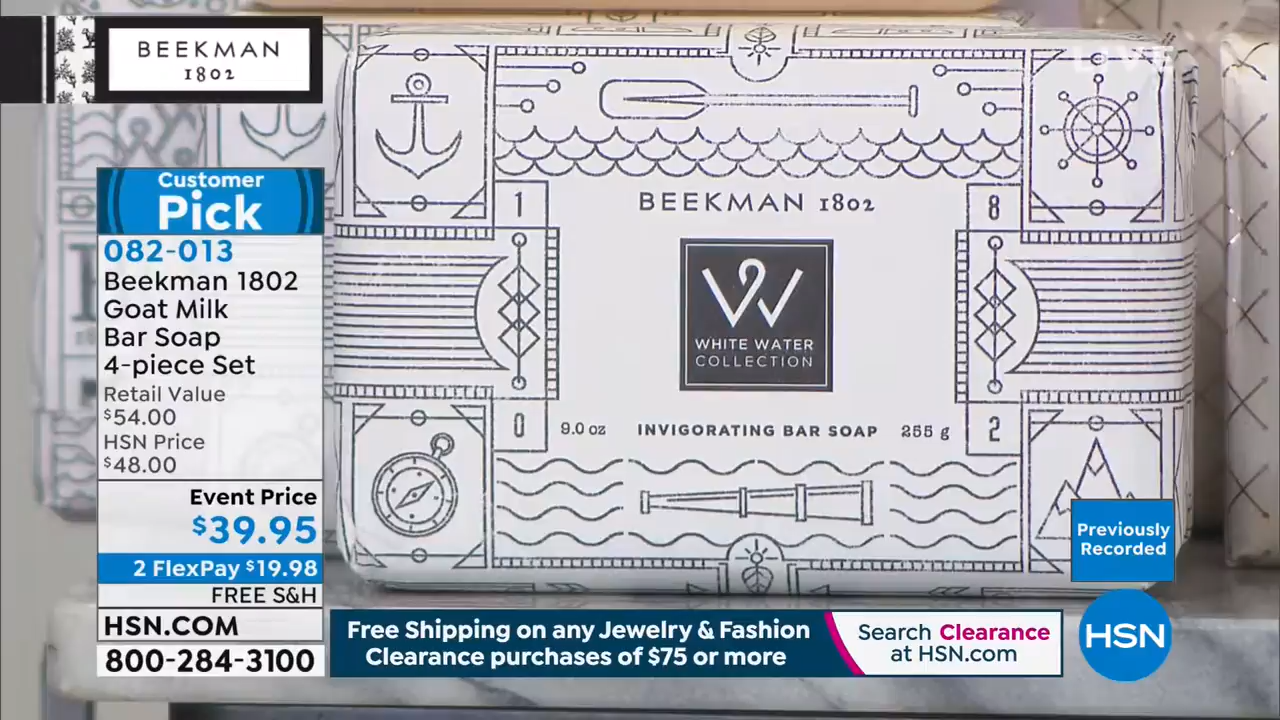 BEEKMAN
1802
LIVE
Customer
Pick
082-013
Beekman 1802
Goat Milk
Bar Soap
4-piece Set
Retail Value
$54.00
HSN Price
$48.00
Event Price
$39.95
2 FlexPay $19.98
FREE S&H
HSN.COM
800-284-3100
1
8
BEEKMAN 1802
W
WHITE WATER
COLLECTION
0
2
9.0 oz INVIGORATING BAR SOAP 255 g
Previously
Recorded
Free Shipping on any Jewelry & Fashion
Clearance purchases of $75 or more
Search Clearance
at HSN.com
HSN